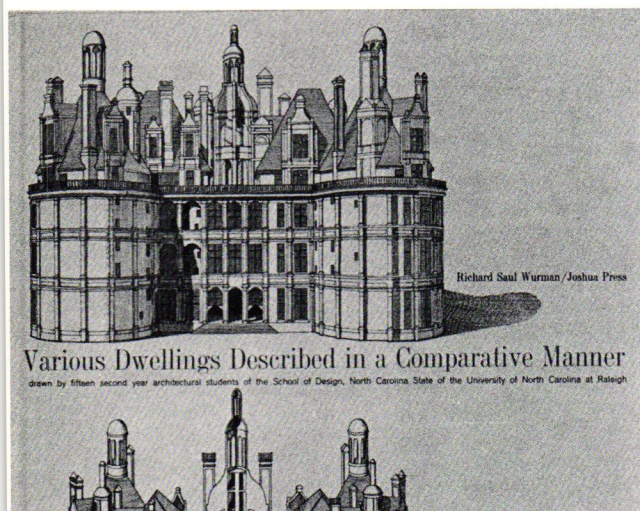 Richard Saul Wurman/Joshua Press
Various Dwellings Described in a Comparative Manner
drawn by fifteen second year architectural students of the School of Design, North Carolina State of the University of North Carolina at Raleigh